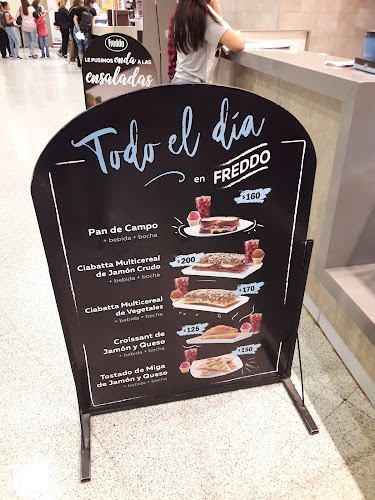 freddo
LE PUSIMOS onda A LAS
ensaladas
Todo el día
en FREDDO
$160
Pan de Campo
+ bebida + bocha
$200
Ciabatta Multicereal
de Jamón Crudo
+ bebida + bocha
$170
Ciabatta Multicereal
de Vegetales
+ bebida + bocha
$125
Croissant de
Jamón y Queso
+ bebida + bocha
$150
Tostado de Miga
de Jamón y Queso
+ bebida + bocha